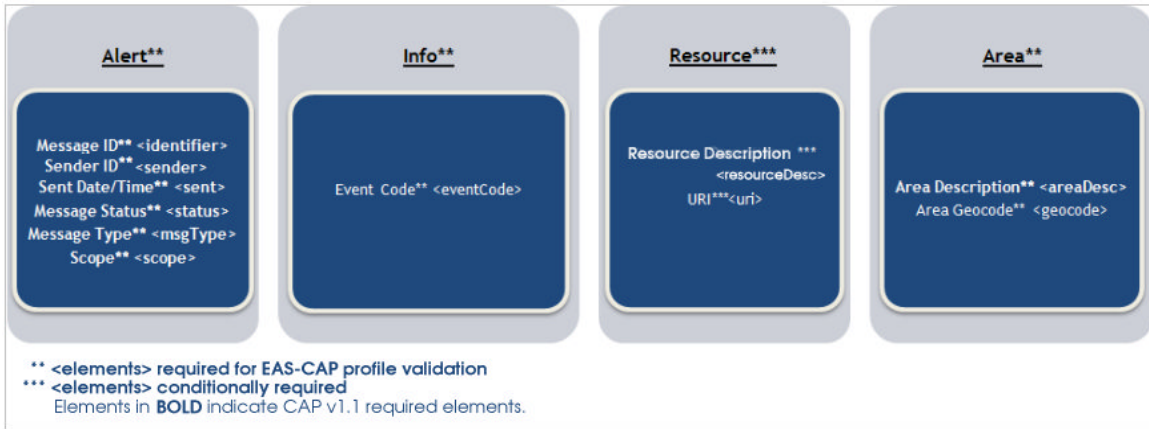 Alert**
Message ID** <identifier>
Sender ID** <sender>
Sent Date/Time** <sent>
Message Status** <status>
Message Type** <msgType>
Scope** <scope>
Info**
Event Code** <eventCode>
Resource***
Resource Description ***
<resourceDesc>
URI***<uri>
Area**
Area Description** <areaDesc>
Area Geocode** <geocode>
** <elements> required for EAS-CAP profile validation
*** <elements> conditionally required
Elements in BOLD indicate CAP v1.1 required elements.